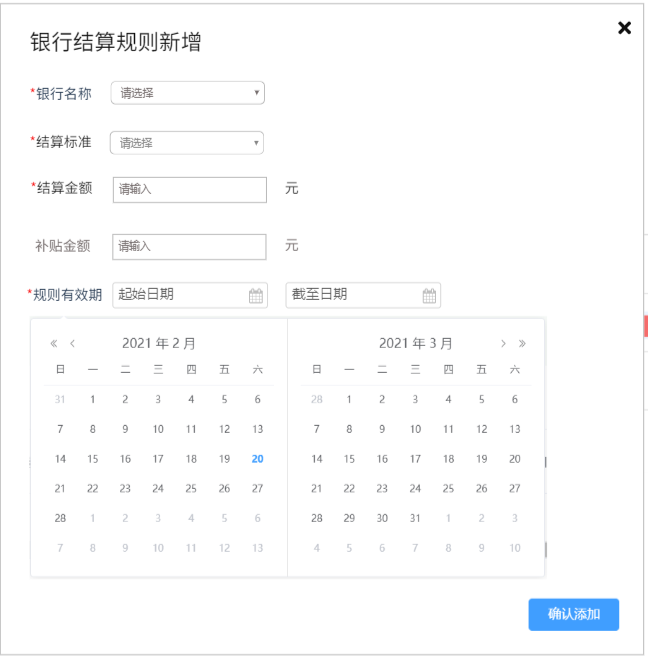 银行结算规则新增
*银行名称 请选择
*结算标准 请选择
*结算金额 请输入 元
补贴金额 请输入 元
*规则有效期 起始日期 截至日期
« ‹ 2021 年 2 月 2021 年 3 月 › »
日 一 二 三 四 五 六 日 一 二 三 四 五 六
31 1 2 3 4 5 6 28 1 2 3 4 5 6
7 8 9 10 11 12 13 7 8 9 10 11 12 13
14 15 16 17 18 19 20 14 15 16 17 18 19 20
21 22 23 24 25 26 27 21 22 23 24 25 26 27
28 1 2 3 4 5 6 28 29 30 31 1 2 3
7 8 9 10 11 12 13 4 5 6 7 8 9 10
确认添加